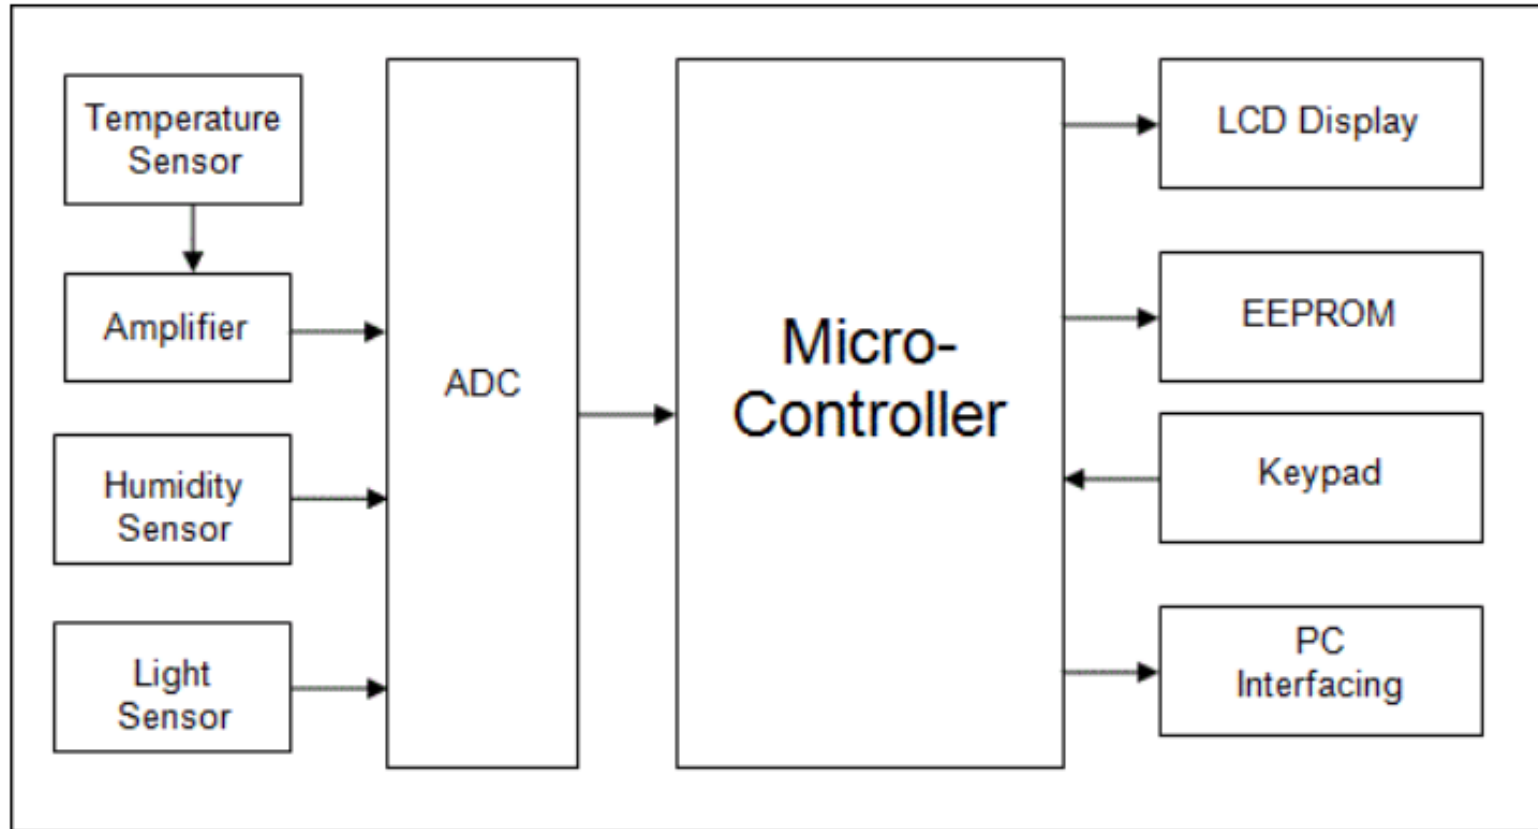 Temperature
Sensor
Amplifier
Humidity
Sensor
Light
Sensor
ADC
Micro-
Controller
LCD Display
EEPROM
Keypad
PC
Interfacing